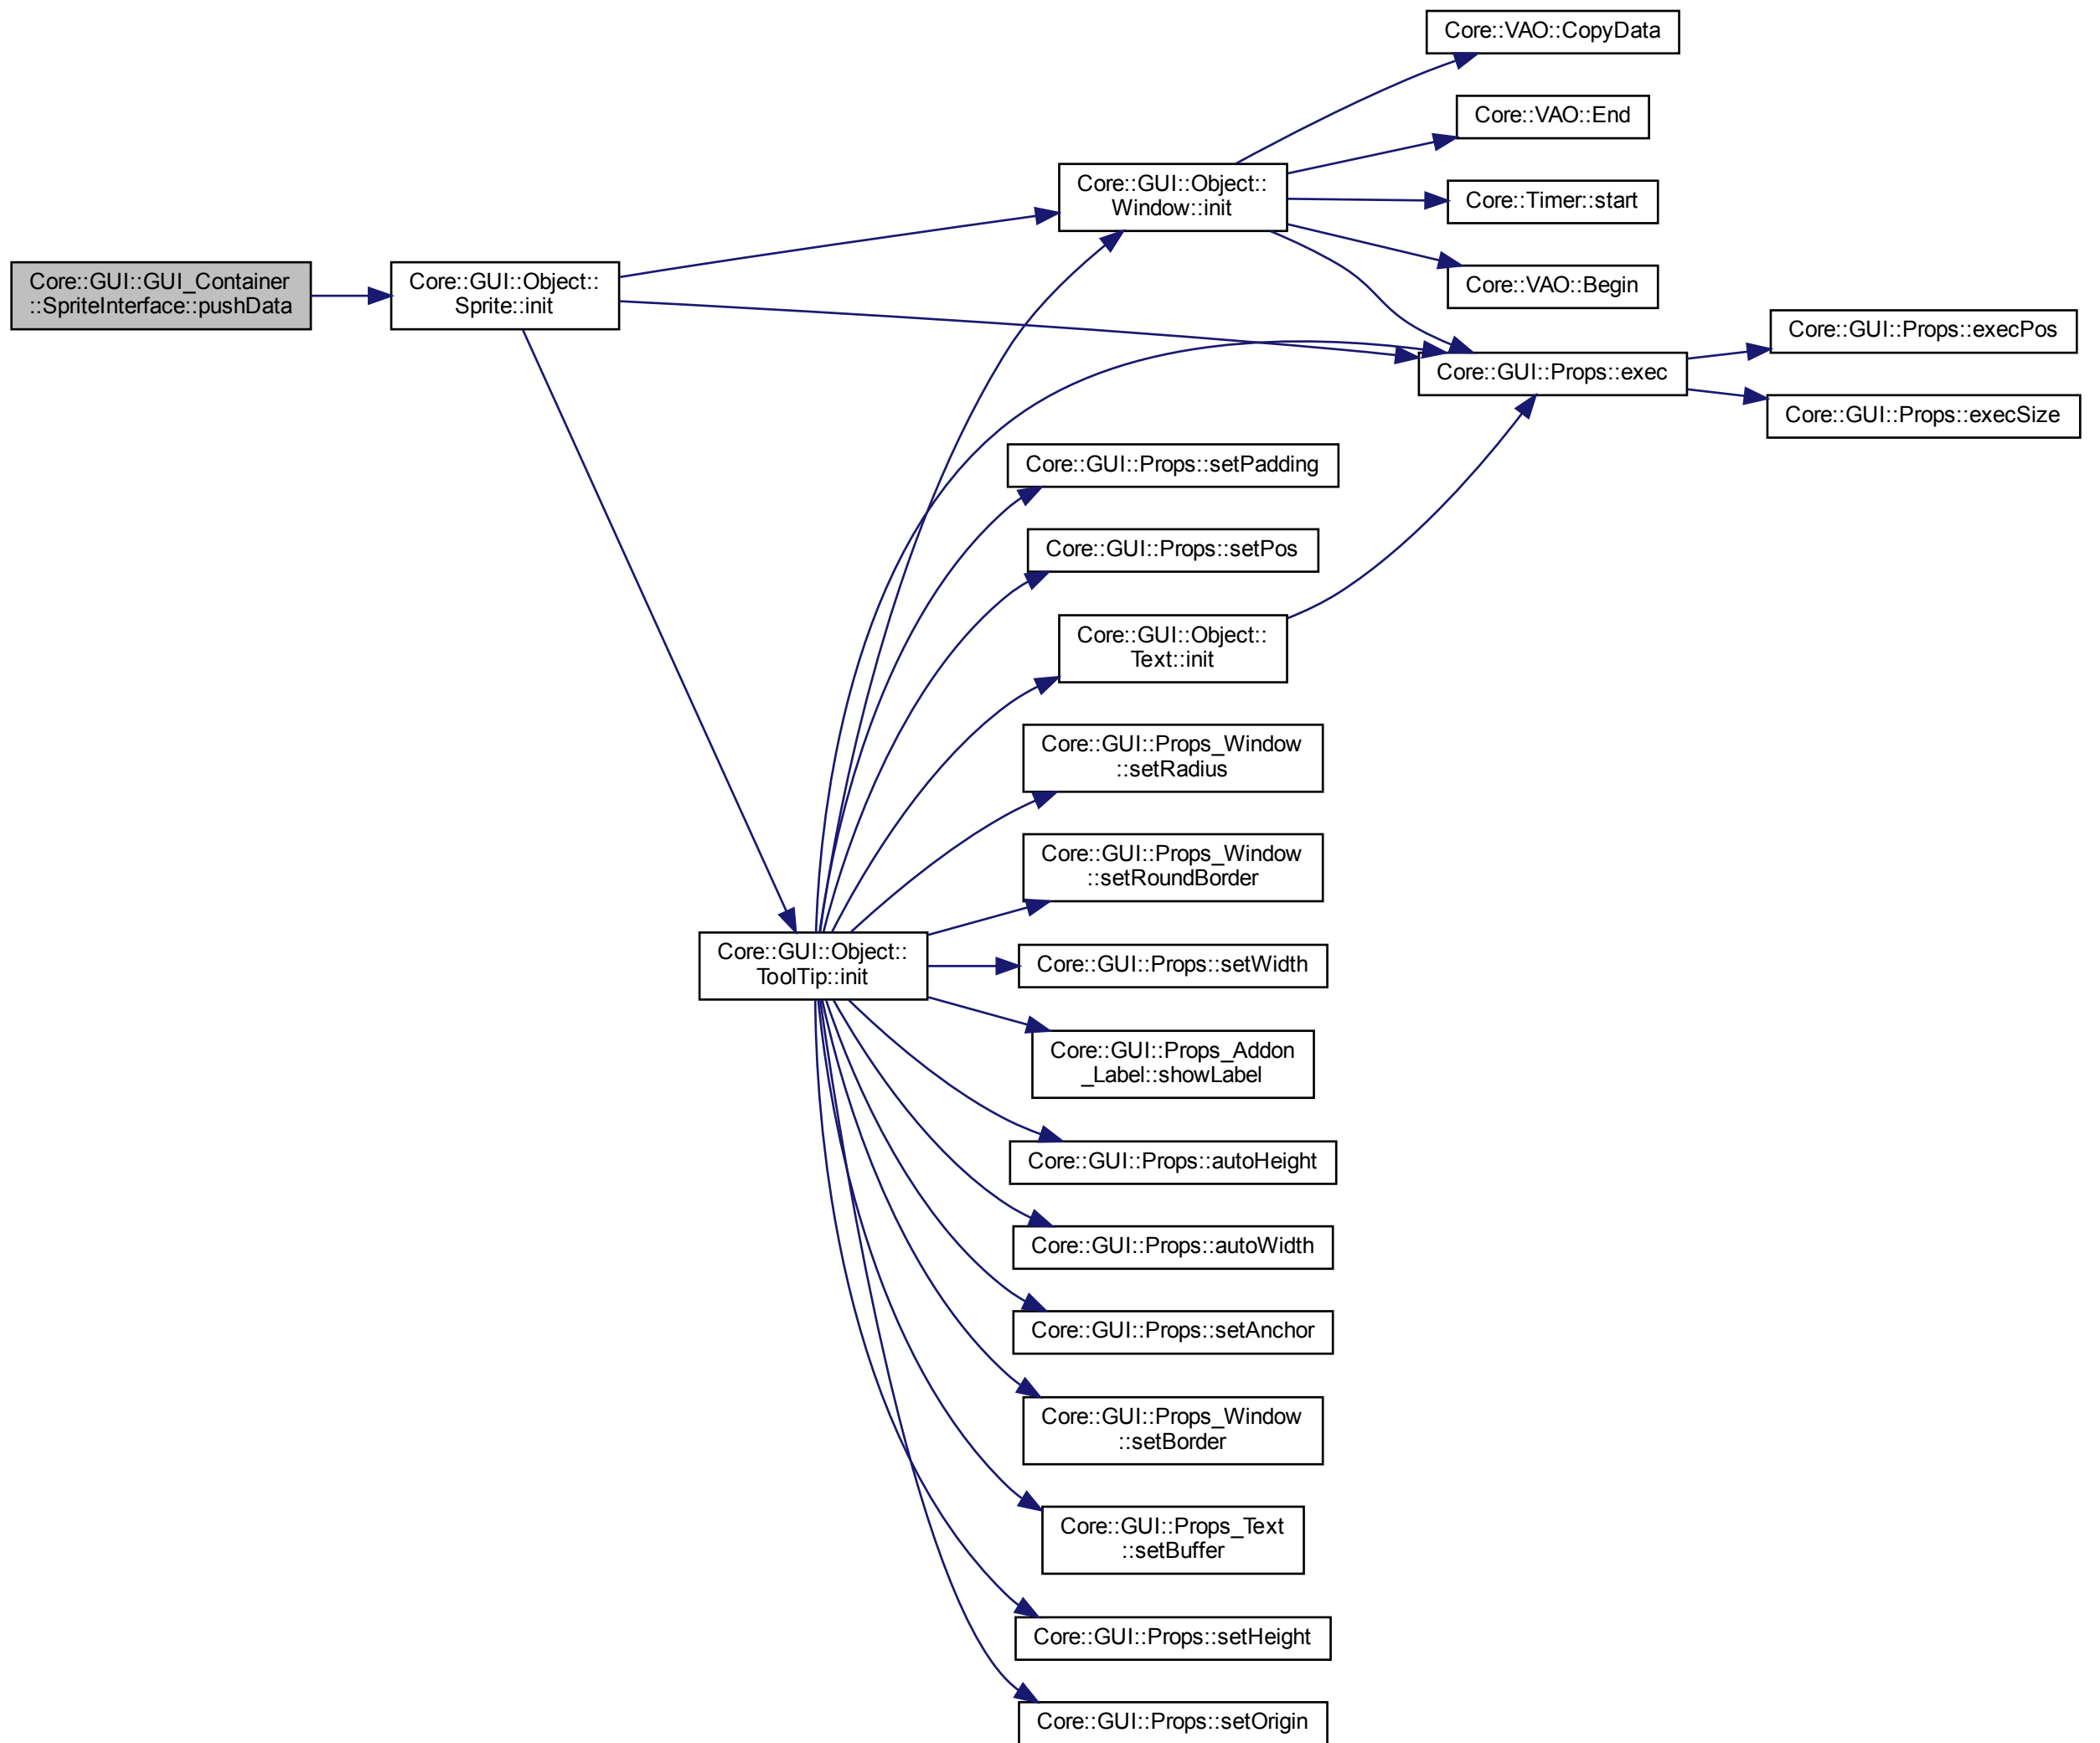 Core::GUI::GUI_Container
::SpriteInterface::pushData
Core::GUI::Object::
Sprite::init
Core::GUI::Object::
Window::init
Core::VAO::CopyData
Core::VAO::End
Core::Timer::start
Core::VAO::Begin
Core::GUI::Props::exec
Core::GUI::Props::execPos
Core::GUI::Props::execSize
Core::GUI::Object::
ToolTip::init
Core::GUI::Props::setPadding
Core::GUI::Props::setPos
Core::GUI::Object::
Text::init
Core::GUI::Props_Window
::setRadius
Core::GUI::Props_Window
::setRoundBorder
Core::GUI::Props::setWidth
Core::GUI::Props_Addon
_Label::showLabel
Core::GUI::Props::autoHeight
Core::GUI::Props::autoWidth
Core::GUI::Props::setAnchor
Core::GUI::Props_Window
::setBorder
Core::GUI::Props_Text
::setBuffer
Core::GUI::Props::setHeight
Core::GUI::Props::setOrigin